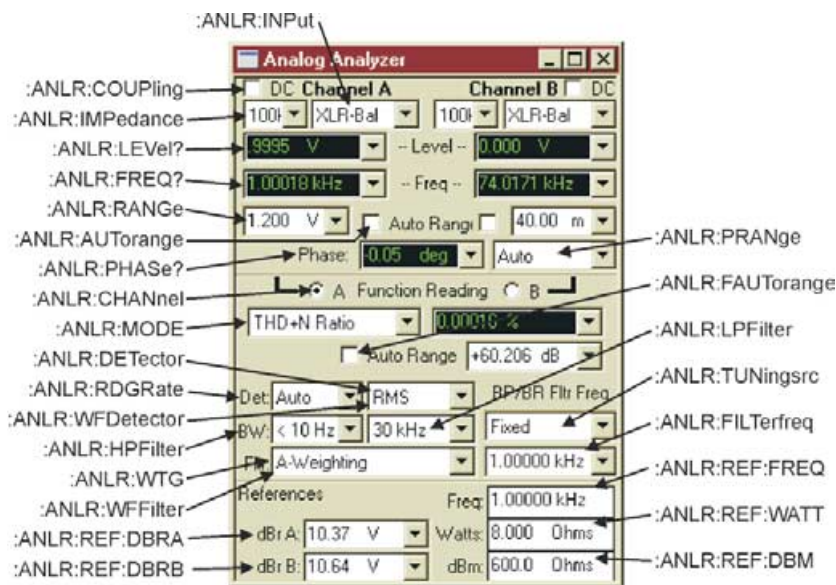 :ANLR:INPut
Analog Analyzer
:ANLR:COUPling
DC Channel A Channel B DC
:ANLR:IMPedance
100k XLR-Bal 100k XLR-Bal
:ANLR:LEVel?
.9995 V -- Level -- 0.000 V
:ANLR:FREQ?
1.00018 kHz -- Freq -- 74.0171 kHz
:ANLR:RANGe
1.200 V Auto Range 40.00 m
:ANLR:AUTorange
:ANLR:PRANge
:ANLR:PHASe?
Phase: -0.05 deg Auto
:ANLR:FAUTorange
:ANLR:CHANnel
A Function Reading B
:ANLR:MODE
THD+N Ratio 0.00016 %
:ANLR:LPFilter
:ANLR:DETector
Auto Range +60.206 dB
:ANLR:TUNingsrc
:ANLR:RDGRate
Det: Auto RMS BP/BR Fltr Freq
:ANLR:WFDetector
:ANLR:FILTerfreq
BW: < 10 Hz 30 kHz Fixed
:ANLR:HPFilter
A-Weighting 1.00000 kHz
:ANLR:REF:FREQ
:ANLR:WTG
References
Freq: 1.00000 kHz
:ANLR:WFFilter
:ANLR:REF:WATT
:ANLR:REF:DBRA
dBr A: 10.37 V Watts: 8.000 Ohms
:ANLR:REF:DBM
:ANLR:REF:DBRB
dBr B: 10.64 V dBm: 600.0 Ohms